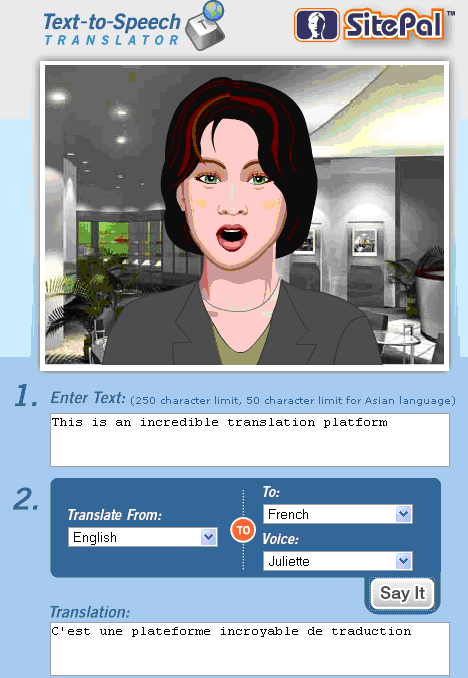 Text-to-Speech
TRANSLATOR
T
SitePal™
1. Enter Text: (250 character limit, 50 character limit for Asian language)
This is an incredible translation platform
2.
To:
Translate From:
French
English
TO
Voice:
Juliette
Say It
Translation:
C'est une plateforme incroyable de traduction